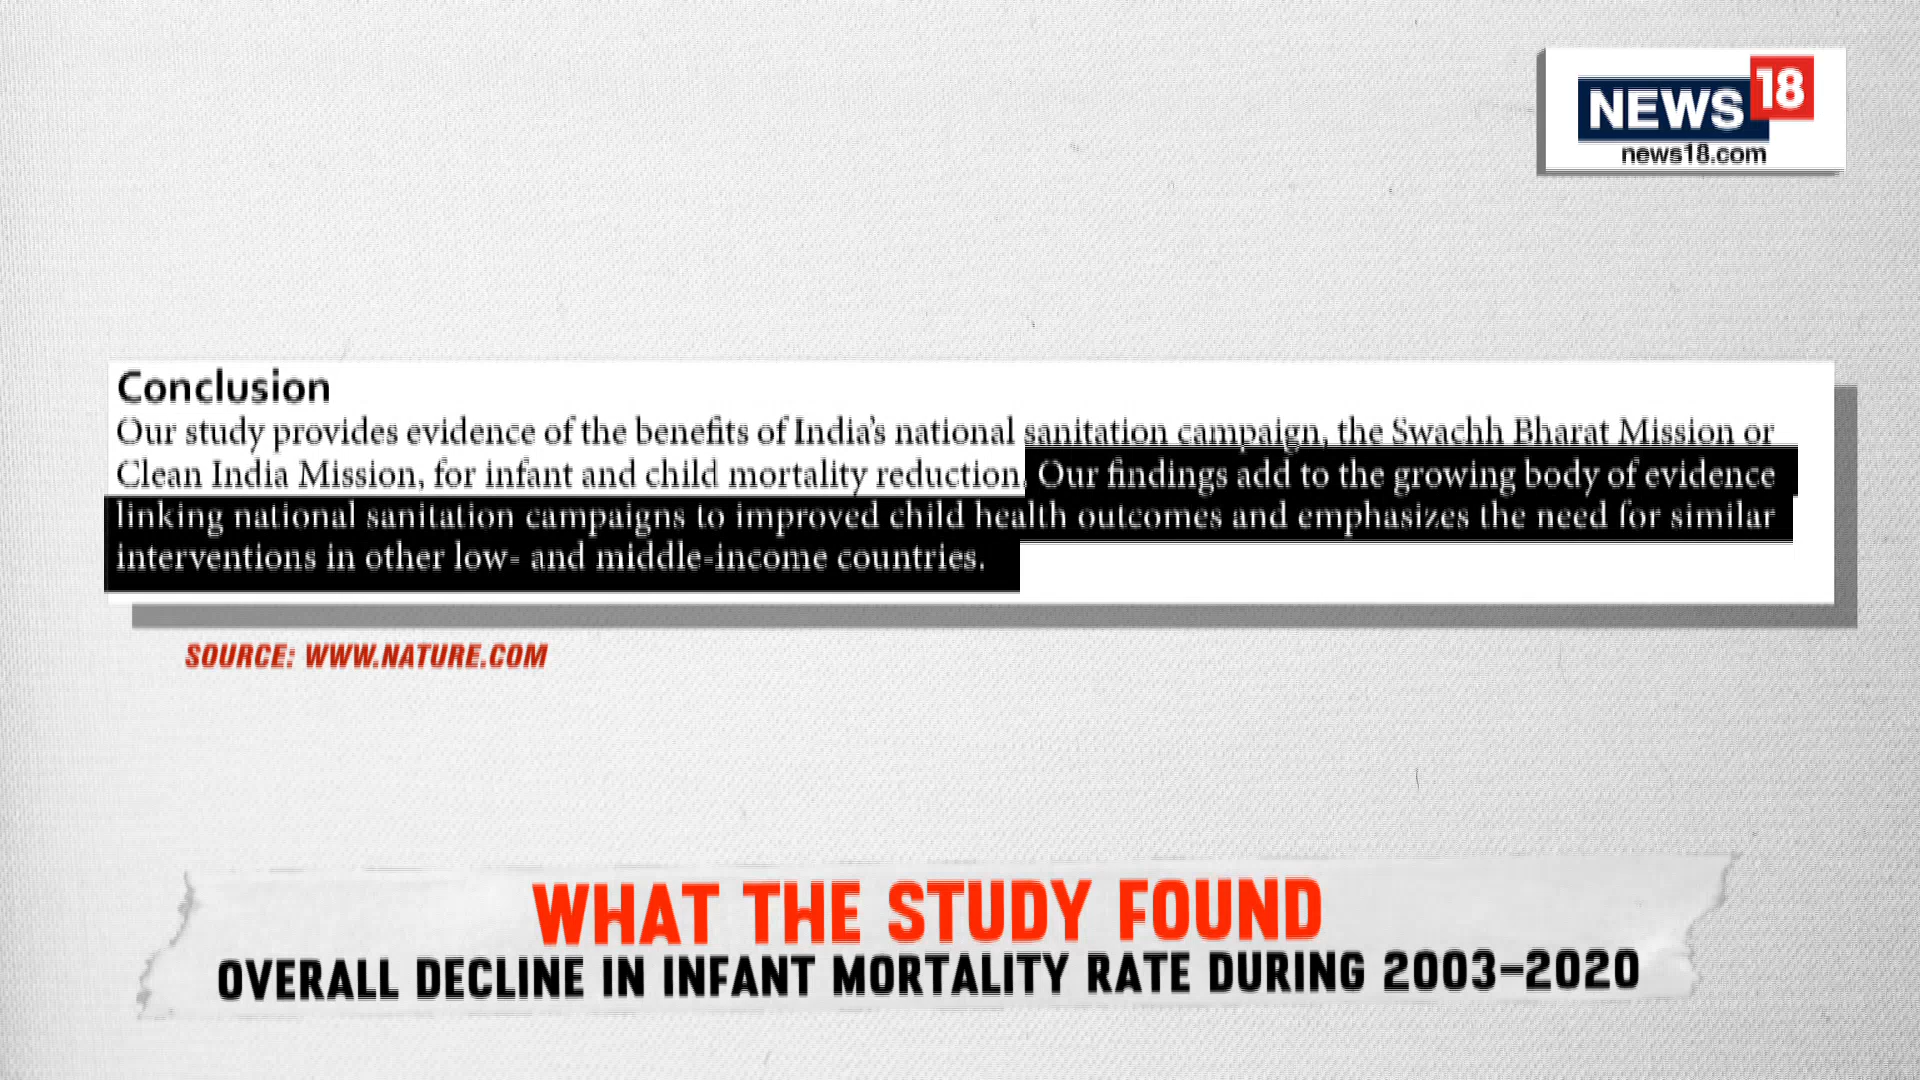 NEWS 18
news18.com
Conclusion
Our study provides evidence of the benefits of India's national sanitation campaign, the Swachh Bharat Mission or
Clean India Mission, for infant and child mortality reduction. Our findings add to the growing body of evidence
linking national sanitation campaigns to improved child health outcomes and emphasizes the need for similar
interventions in other low- and middle-income countries.
SOURCE: WWW.NATURE.COM
WHAT THE STUDY FOUND
OVERALL DECLINE IN INFANT MORTALITY RATE DURING 2003–2020